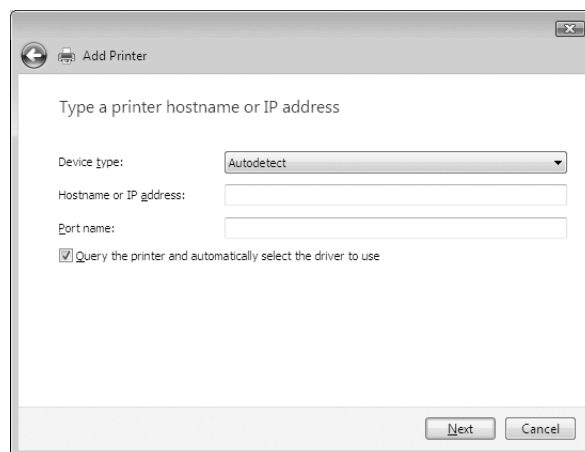 Add Printer
Type a printer hostname or IP address
Device type: Autodetect
Hostname or IP address:
Port name:
Query the printer and automatically select the driver to use
Next Cancel